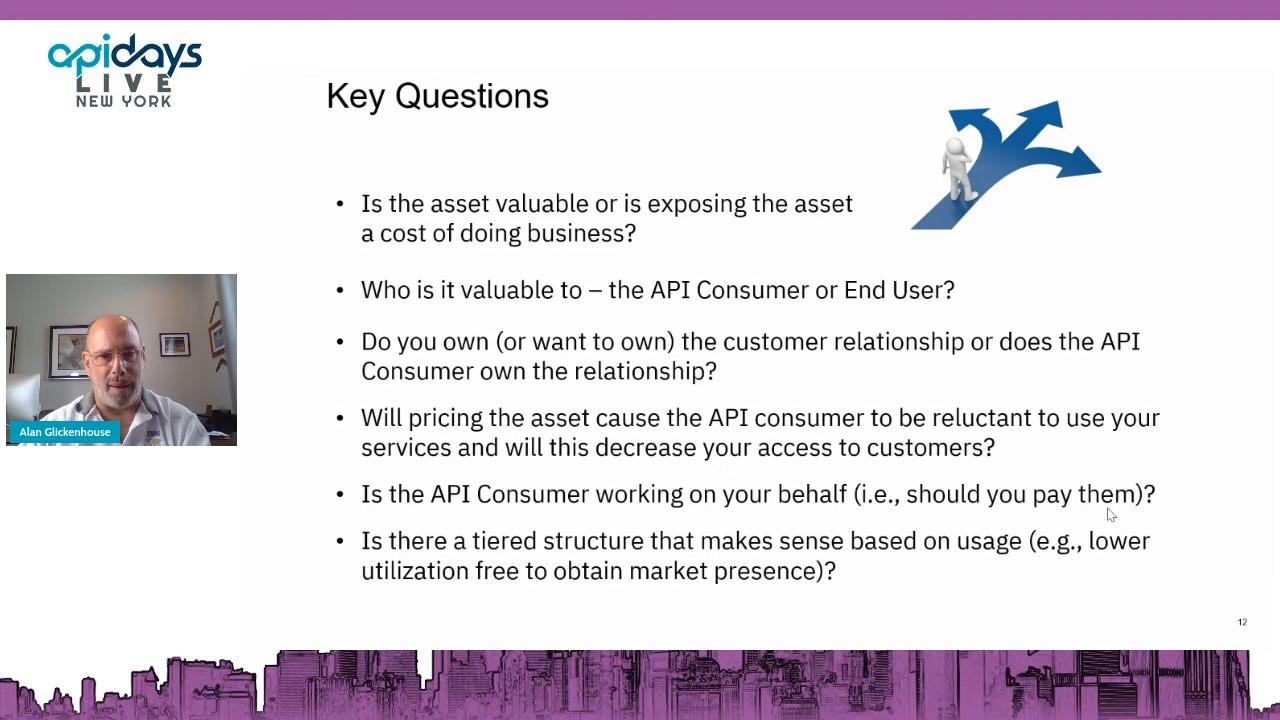 apidays
LIVE
NEW YORK
Key Questions
• Is the asset valuable or is exposing the asset
a cost of doing business?
• Who is it valuable to – the API Consumer or End User?
• Do you own (or want to own) the customer relationship or does the API
Consumer own the relationship?
• Will pricing the asset cause the API consumer to be reluctant to use your
services and will this decrease your access to customers?
• Is the API Consumer working on your behalf (i.e., should you pay them)?
• Is there a tiered structure that makes sense based on usage (e.g., lower
utilization free to obtain market presence)?
Alan Glickenhouse
12